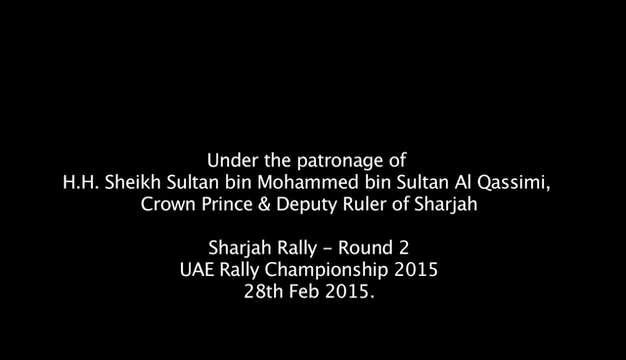 Under the patronage of
H.H. Sheikh Sultan bin Mohammed bin Sultan Al Qassimi,
Crown Prince & Deputy Ruler of Sharjah
Sharjah Rally - Round 2
UAE Rally Championship 2015
28th Feb 2015.